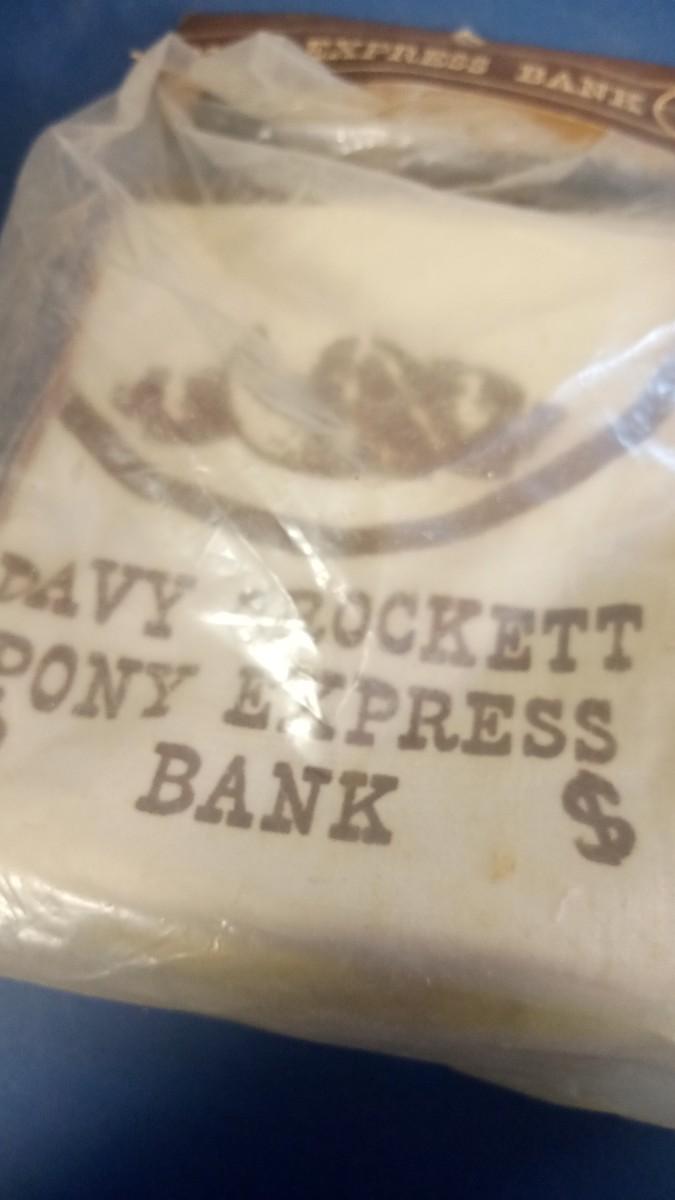 EXPRESS BANK
DAVY CROCKETT
PONY EXPRESS
BANK $